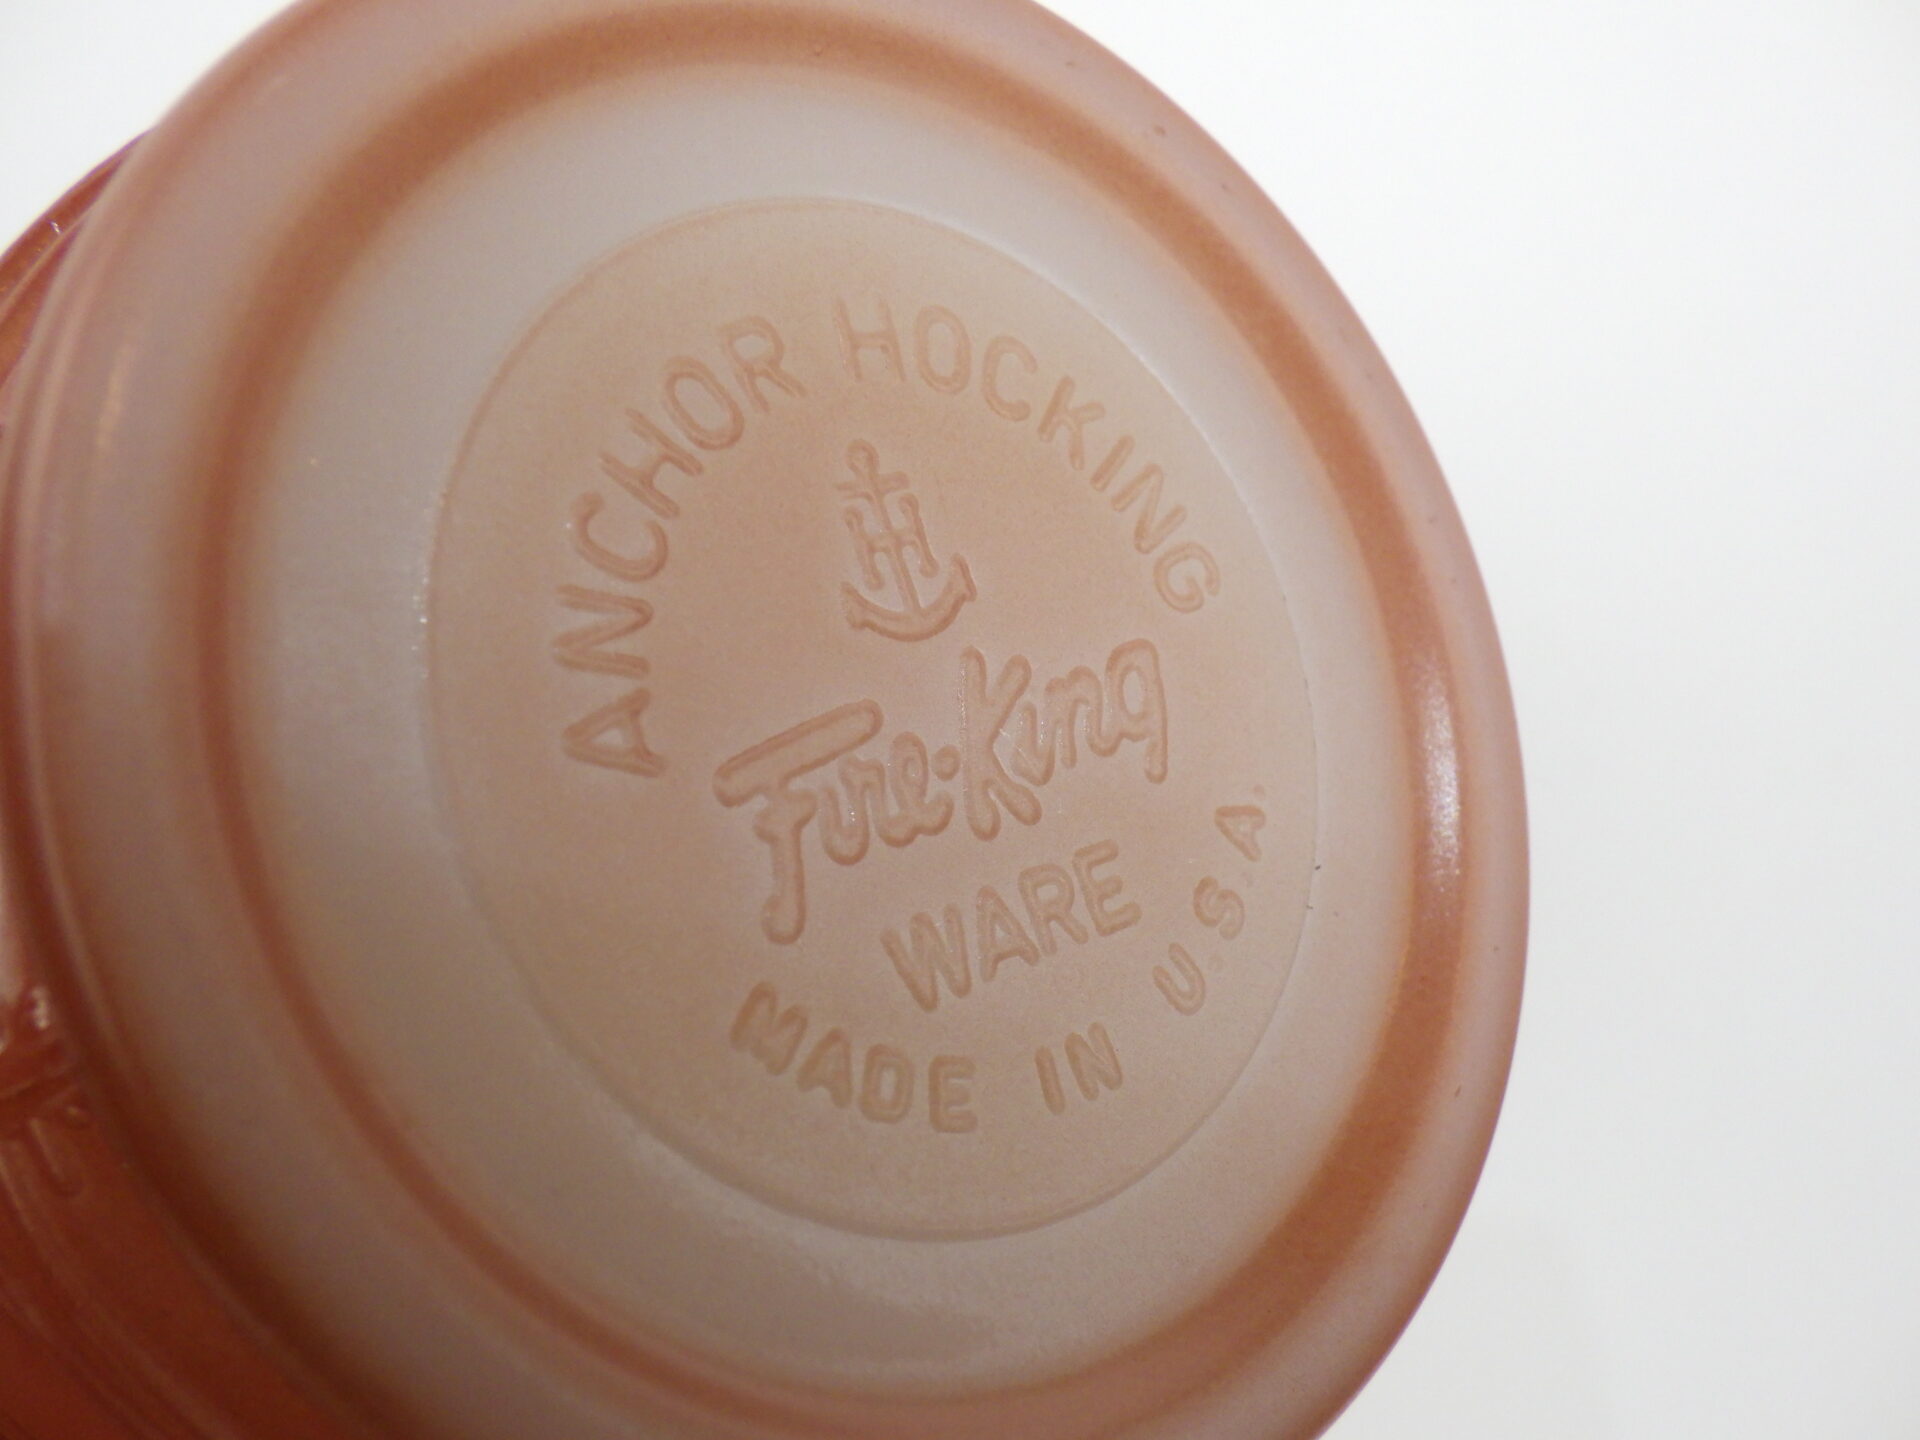 ANCHOR HOCKING
H
Fire-King
WARE
MADE IN U.S.A.